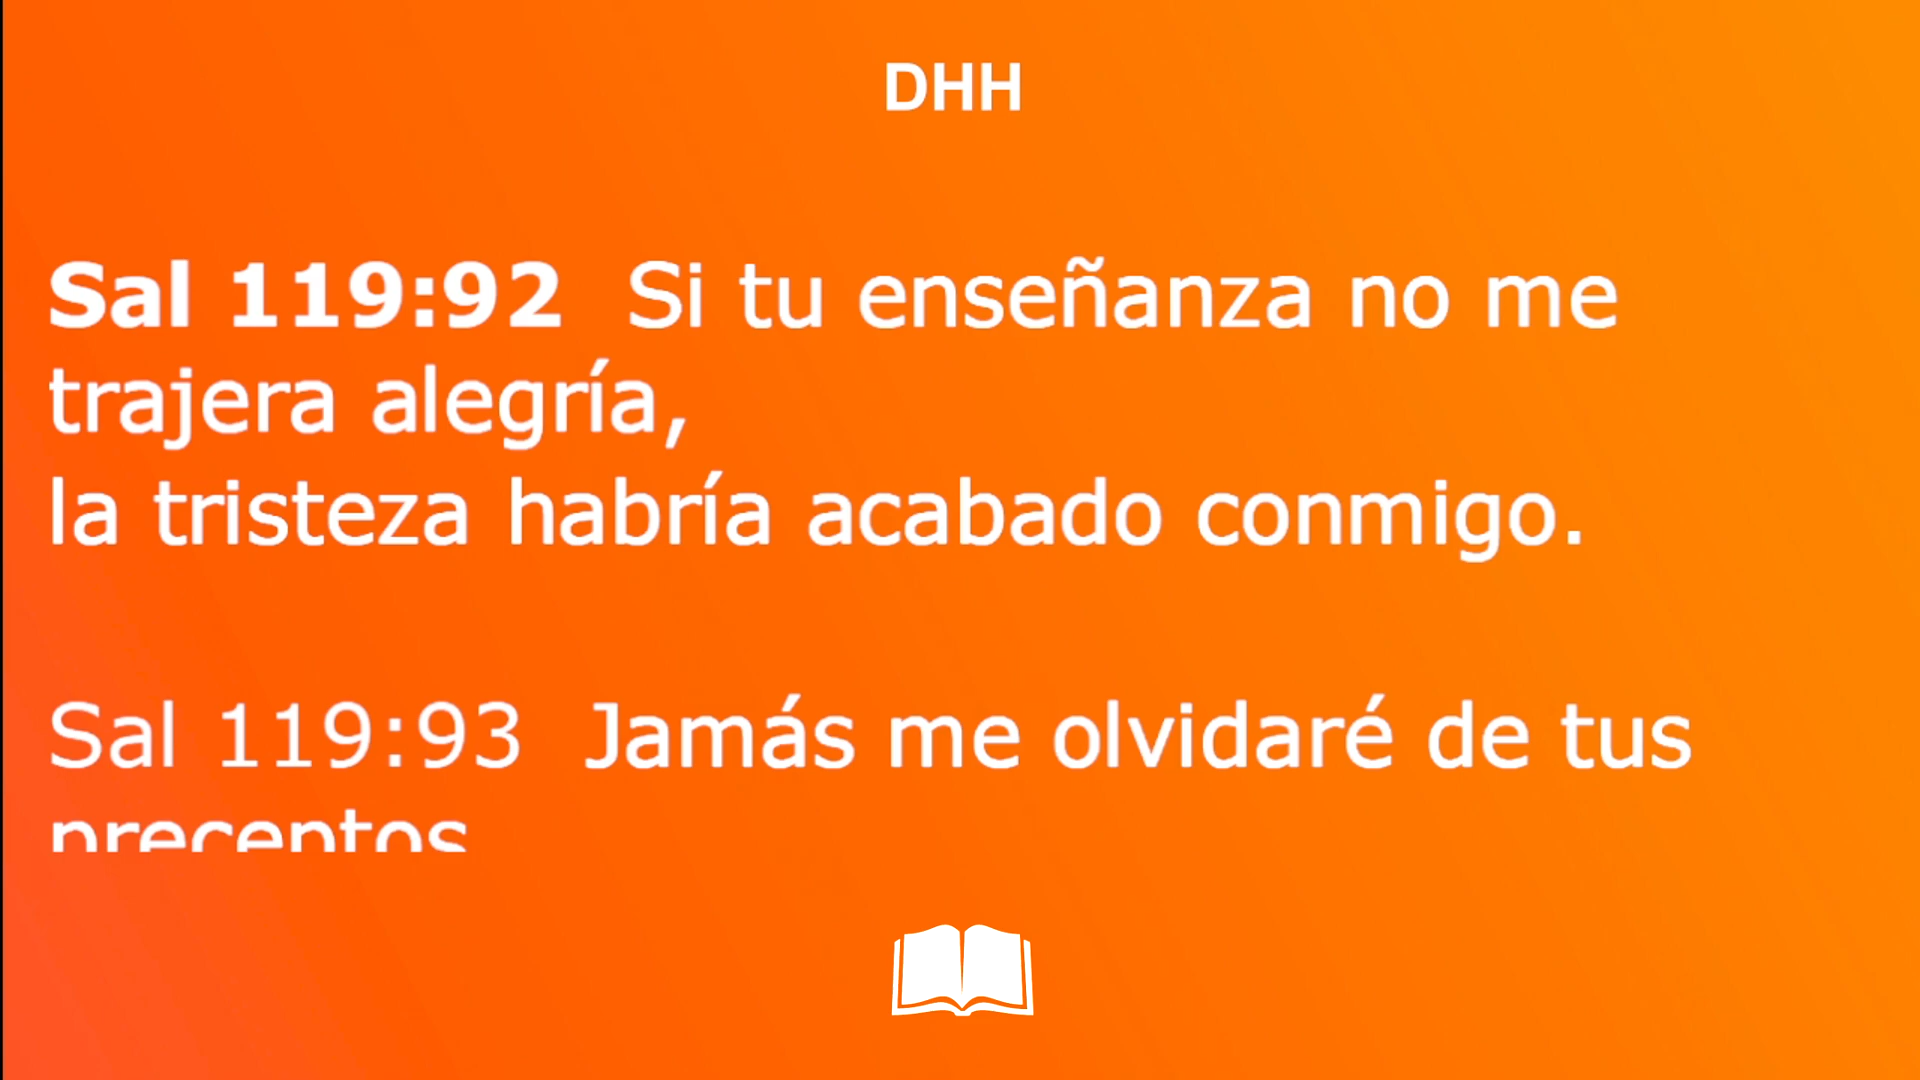 DHH
Sal 119:92 Si tu enseñanza no me
trajera alegría,
la tristeza habría acabado conmigo.
Sal 119:93 Jamás me olvidaré de tus
preceptos